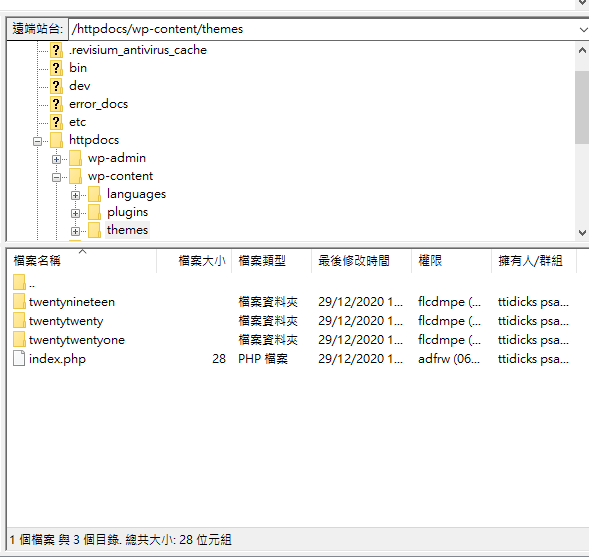 遠端站台: /httpdocs/wp-content/themes
.revisium_antivirus_cache
bin
dev
error_docs
etc
httpdocs
wp-admin
wp-content
languages
plugins
themes
檔案名稱 檔案大小 檔案類型 最後修改時間 權限 擁有人/群組
..
twentynineteen 檔案資料夾 29/12/2020 1... flcdmpe (... ttidicks psa...
twentytwenty 檔案資料夾 29/12/2020 1... flcdmpe (... ttidicks psa...
twentytwentyone 檔案資料夾 29/12/2020 1... flcdmpe (... ttidicks psa...
index.php 28 PHP 檔案 29/12/2020 1... adfrw (06... ttidicks psa...
1 個檔案 與 3 個目錄. 總共大小: 28 位元組